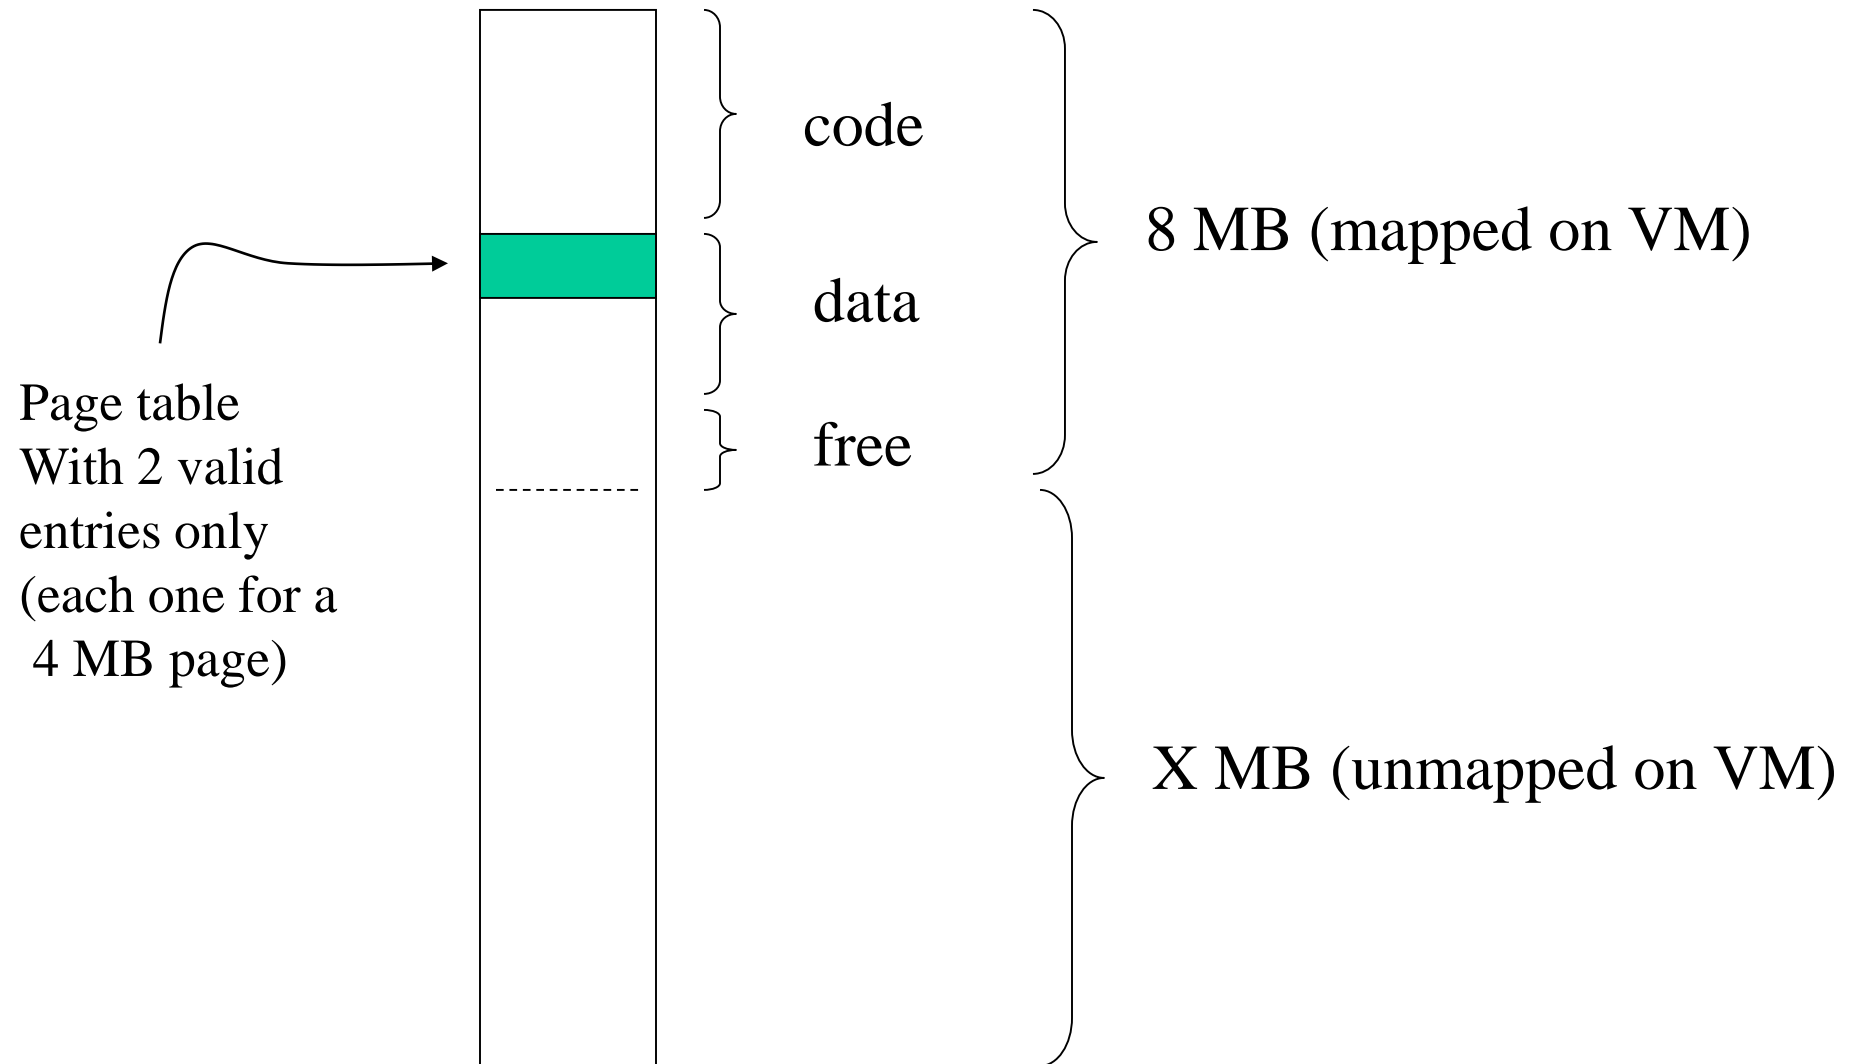 code
8 MB (mapped on VM)
data
Page table
With 2 valid
entries only
(each one for a
4 MB page)
free
X MB (unmapped on VM)